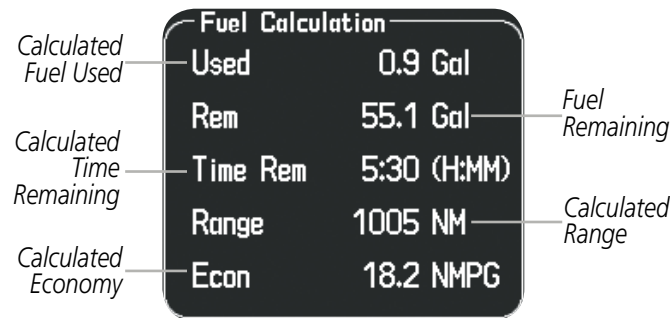 Fuel Calculation
Calculated
Fuel Used
Used 0.9 Gal
Rem 55.1 Gal
Fuel
Remaining
Calculated
Time
Remaining
Time Rem 5:30 (H:MM)
Range 1005 NM
Calculated
Range
Calculated
Economy
Econ 18.2 NMPG